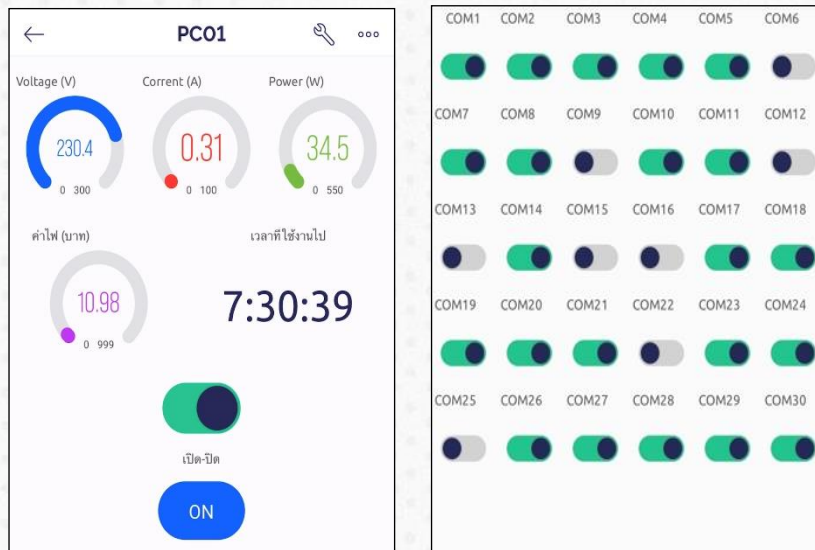 PC01
Voltage (V) Corrent (A) Power (W)
230.4 0.31 34.5
0 300 0 100 0 550
ค่าไฟ (บาท) เวลาที่ใช้งานไป
10.98 7:30:39
0 999
เปิด-ปิด
ON
COM1 COM2 COM3 COM4 COM5 COM6
COM7 COM8 COM9 COM10 COM11 COM12
COM13 COM14 COM15 COM16 COM17 COM18
COM19 COM20 COM21 COM22 COM23 COM24
COM25 COM26 COM27 COM28 COM29 COM30